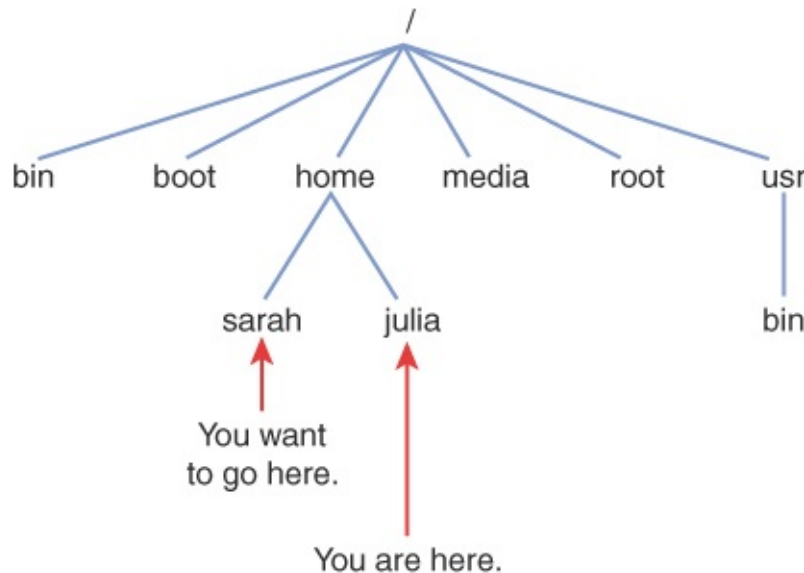 /
bin boot home media root usr
sarah julia bin
You want
to go here.
You are here.